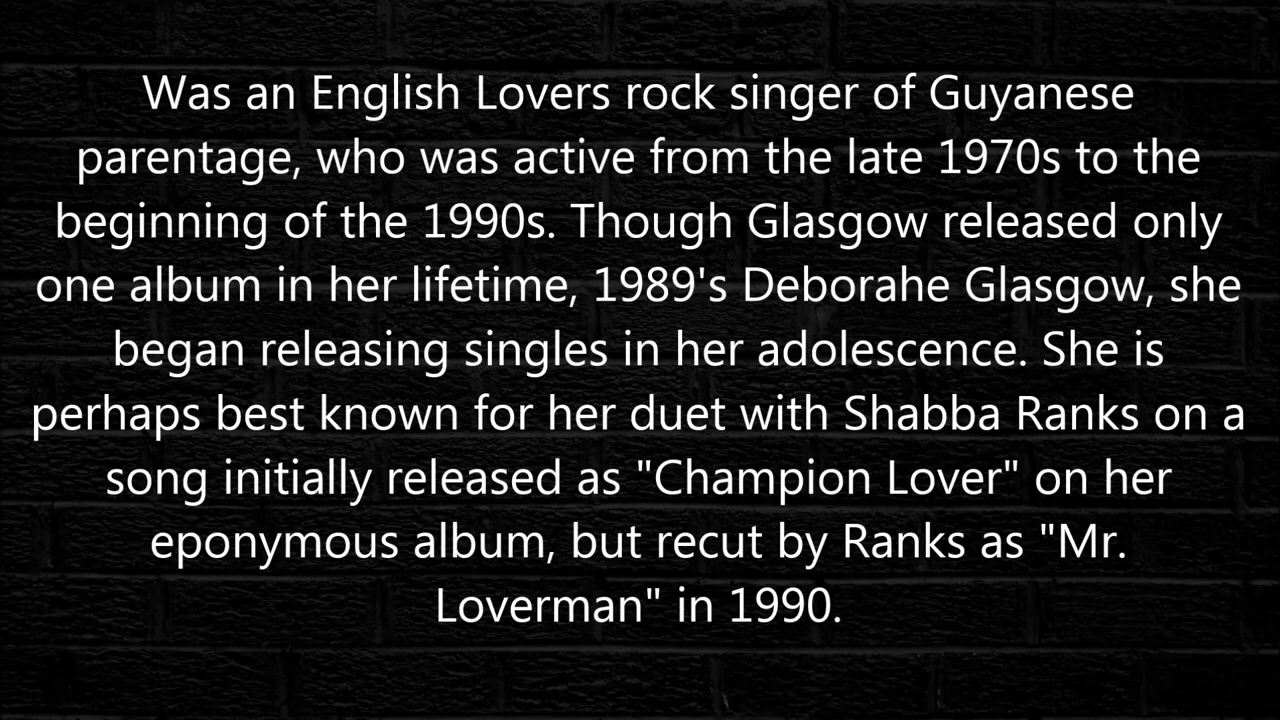 Was an English Lovers rock singer of Guyanese
parentage, who was active from the late 1970s to the
beginning of the 1990s. Though Glasgow released only
one album in her lifetime, 1989's Deborahe Glasgow, she
began releasing singles in her adolescence. She is
perhaps best known for her duet with Shabba Ranks on a
song initially released as "Champion Lover" on her
eponymous album, but recut by Ranks as "Mr.
Loverman" in 1990.